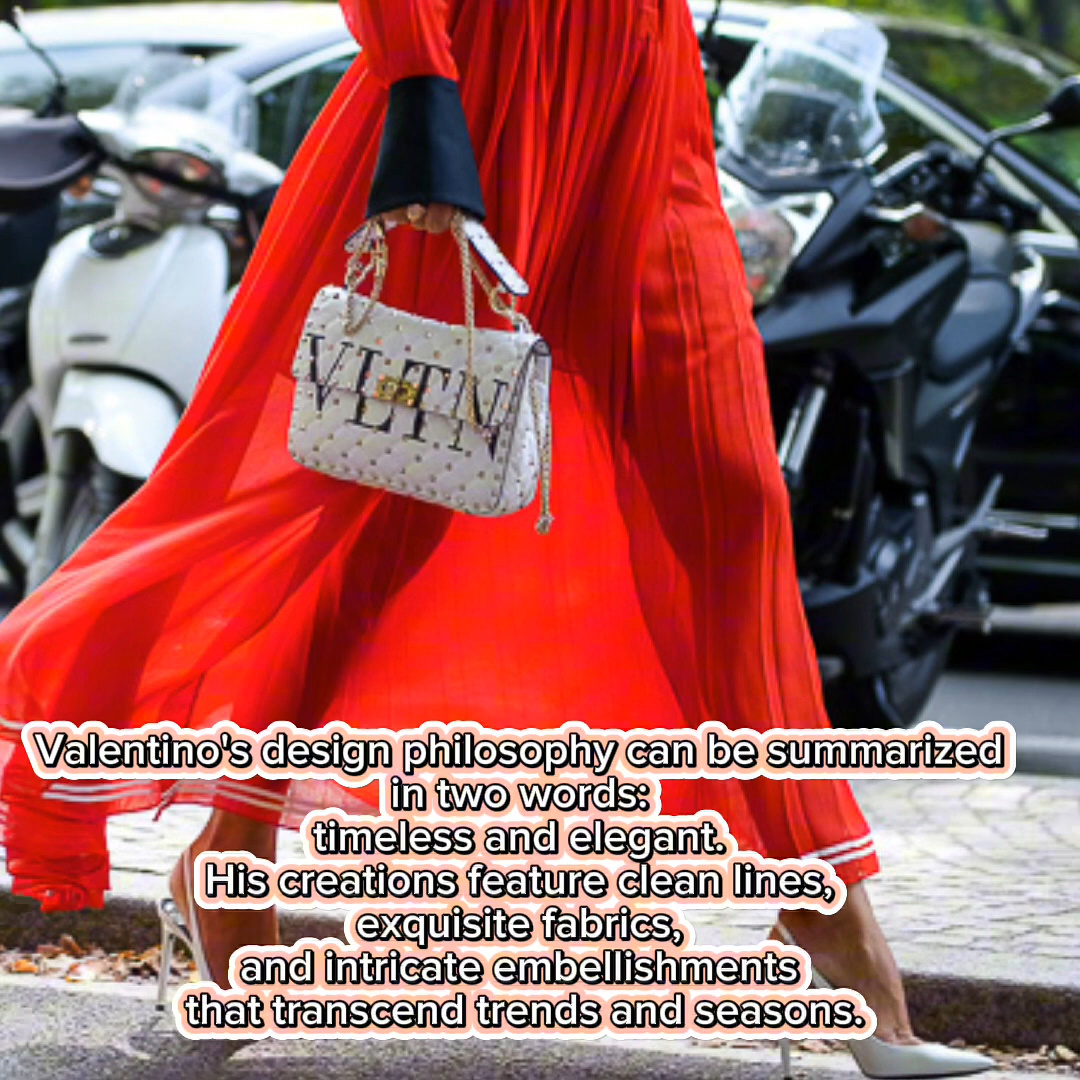 VLTN
Valentino's design philosophy can be summarized
in two words:
timeless and elegant.
His creations feature clean lines,
exquisite fabrics,
and intricate embellishments
that transcend trends and seasons.